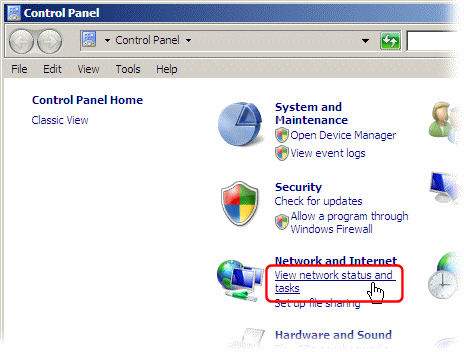 Control Panel
Control Panel
File Edit View Tools Help
Control Panel Home
Classic View
System and
Maintenance
Open Device Manager
View event logs
Security
Check for updates
Allow a program through
Windows Firewall
Network and Internet
View network status and
tasks
Set up file sharing
Hardware and Sound